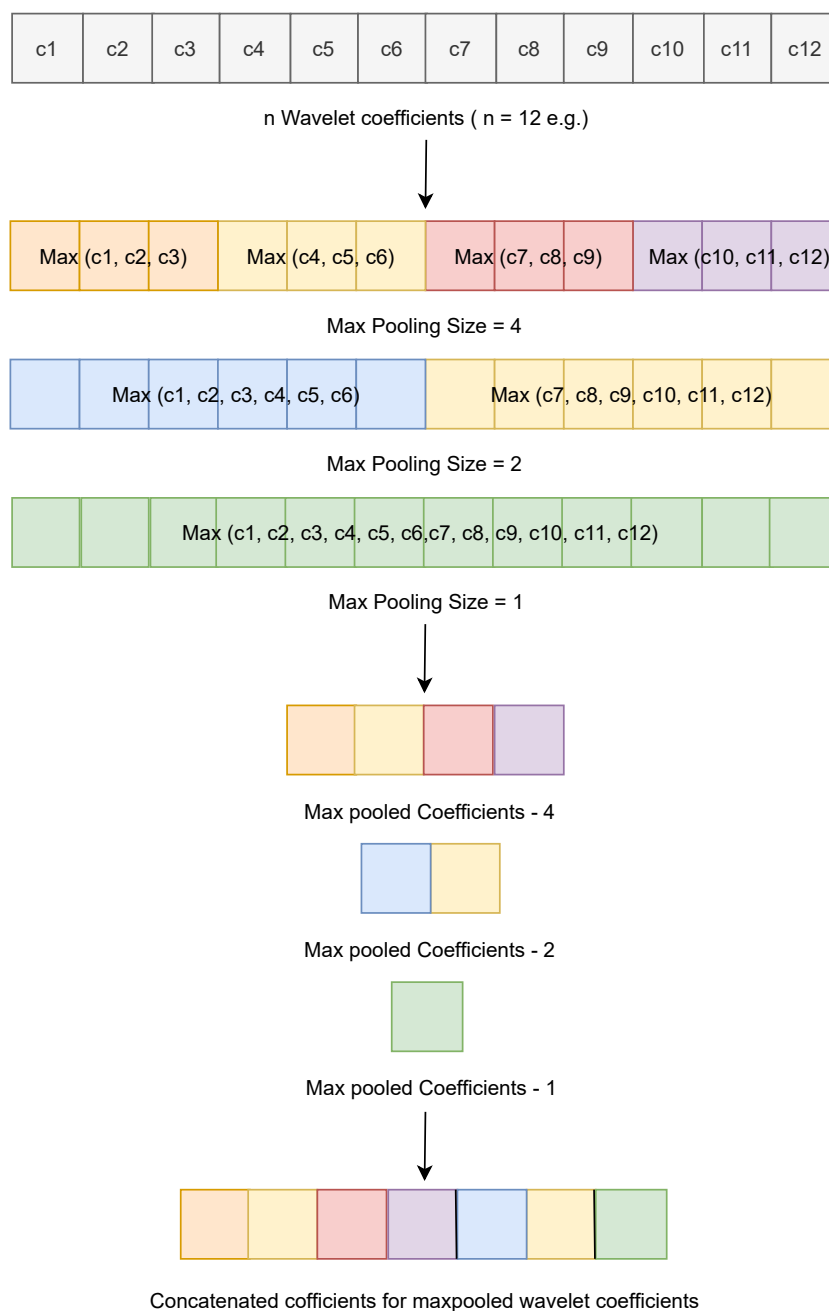 c1 c2 c3 c4 c5 c6 c7 c8 c9 c10 c11 c12
n Wavelet coefficients ( n = 12 e.g.)
Max (c1, c2, c3) Max (c4, c5, c6) Max (c7, c8, c9) Max (c10, c11, c12)
Max Pooling Size = 4
Max (c1, c2, c3, c4, c5, c6) Max (c7, c8, c9, c10, c11, c12)
Max Pooling Size = 2
Max (c1, c2, c3, c4, c5, c6,c7, c8, c9, c10, c11, c12)
Max Pooling Size = 1
Max pooled Coefficients - 4
Max pooled Coefficients - 2
Max pooled Coefficients - 1
Concatenated cofficients for maxpooled wavelet coefficients